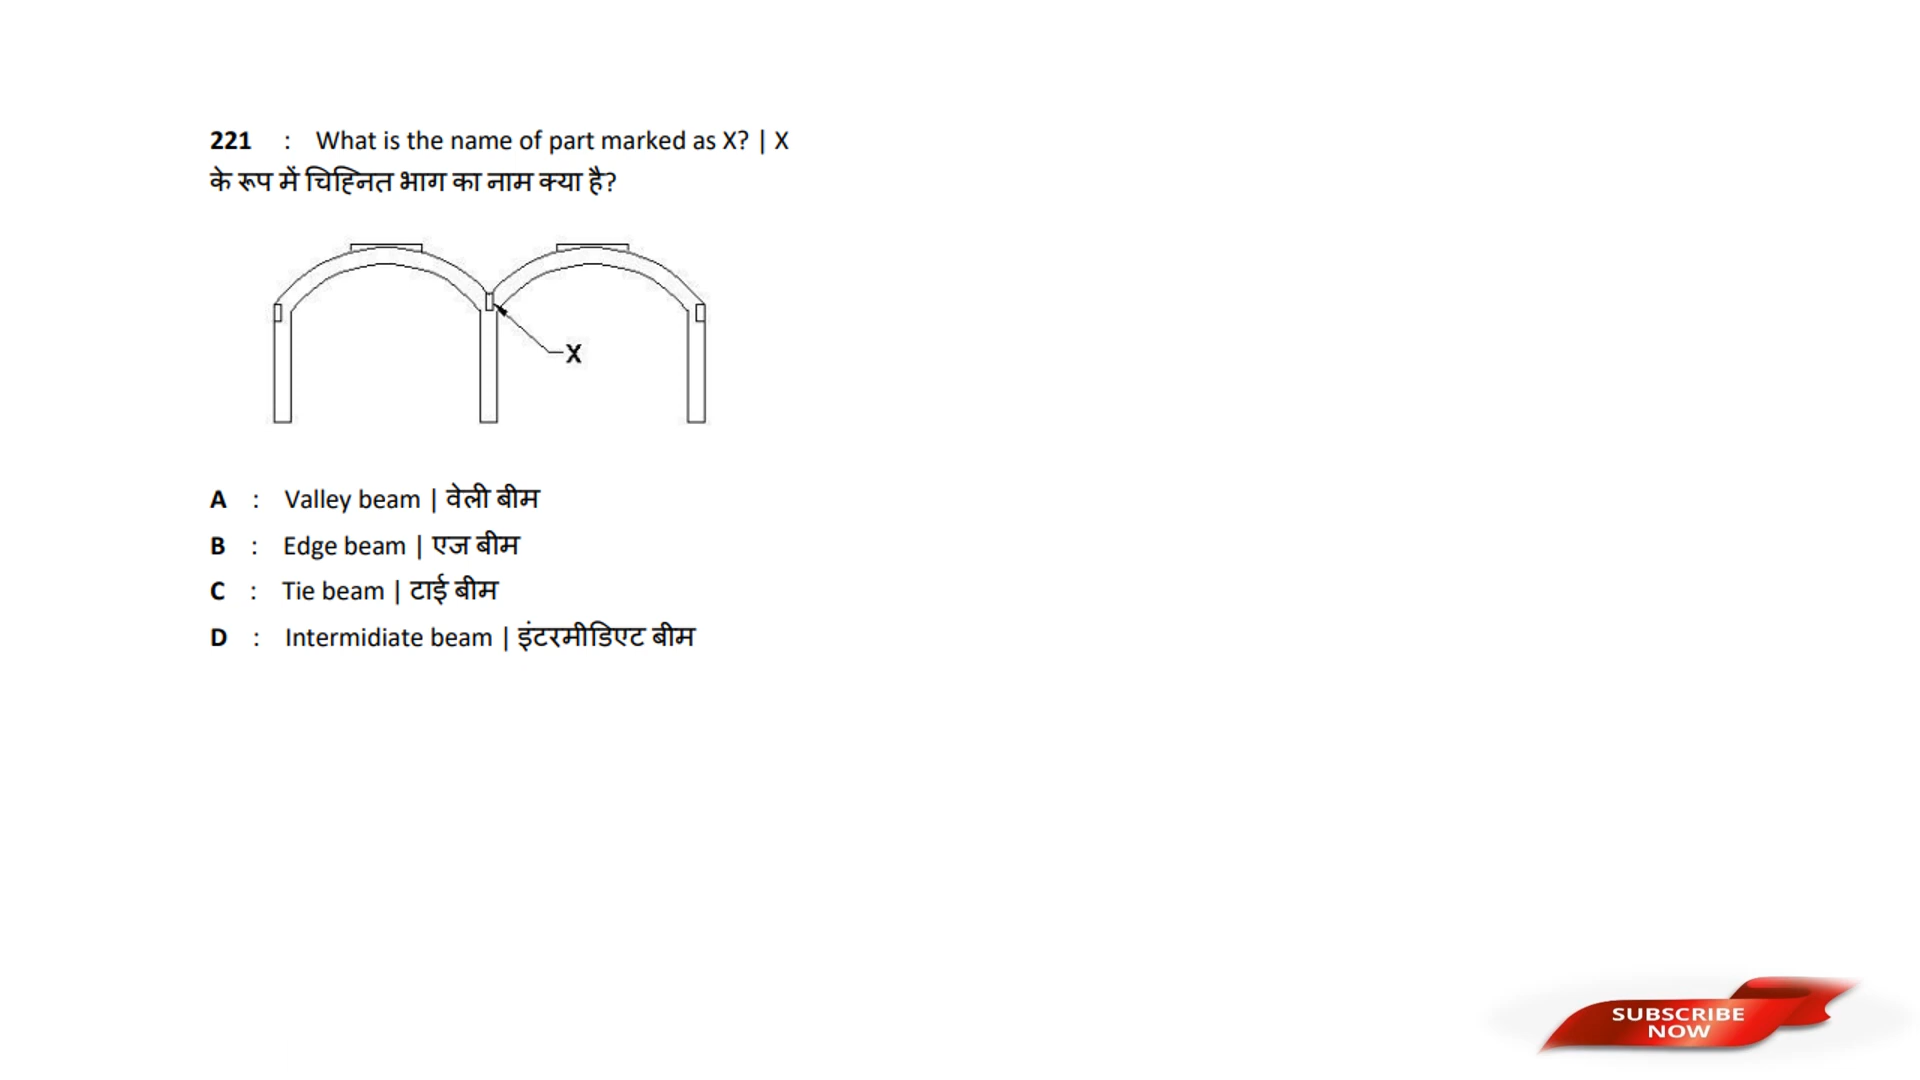 221 : What is the name of part marked as X? | X
के रूप में चिह्नित भाग का नाम क्या है?
X
A : Valley beam | वेली बीम
B : Edge beam | एज बीम
C : Tie beam | टाई बीम
D : Intermidiate beam | इंटरमीडिएट बीम
SUBSCRIBE
NOW